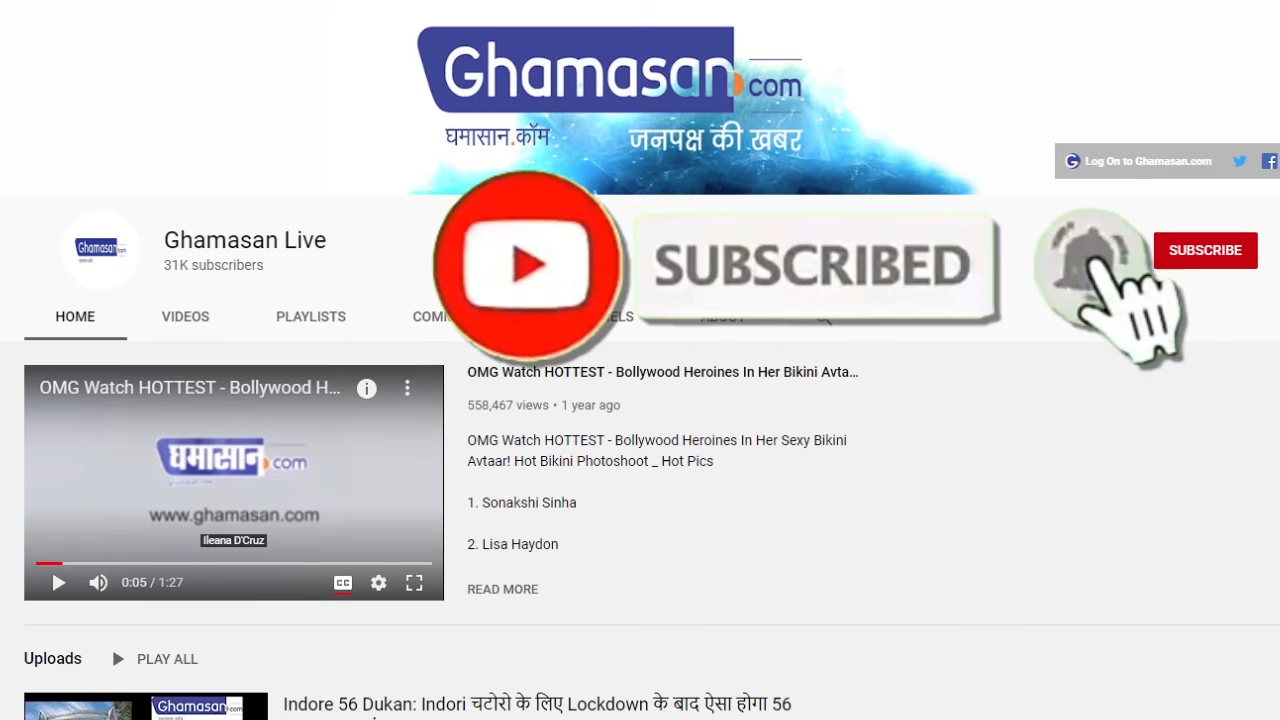 Ghamasan.com
घमासान.कॉम
जनपक्ष की खबर
Log On to Ghamasan.com
Ghamasan
Ghamasan Live
31K subscribers
SUBSCRIBED
SUBSCRIBE
HOME
VIDEOS
PLAYLISTS
OMG Watch HOTTEST - Bollywood H...
घमासान.com
www.ghamasan.com
Ileana D'Cruz
0:05 / 1:27
CC
OMG Watch HOTTEST - Bollywood Heroines In Her Bikini Avta...
558,467 views • 1 year ago
OMG Watch HOTTEST - Bollywood Heroines In Her Sexy Bikini
Avtaar! Hot Bikini Photoshoot _ Hot Pics
1. Sonakshi Sinha
2. Lisa Haydon
READ MORE
Uploads
PLAY ALL
Ghamasan.com
Indore 56 Dukan: Indori चटोरो के लिए Lockdown के बाद ऐसा होगा 56